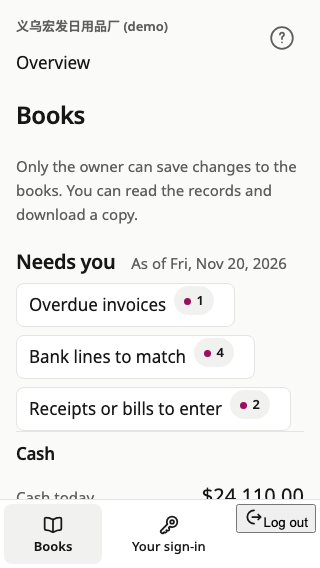 义乌宏发日用品厂 (demo)
Overview
Books
Only the owner can save changes to the
books. You can read the records and
download a copy.
Needs you As of Fri, Nov 20, 2026
Overdue invoices 1
Bank lines to match 4
Receipts or bills to enter 2
Cash
Cash today $24,110.00
Books Your sign-in Log out